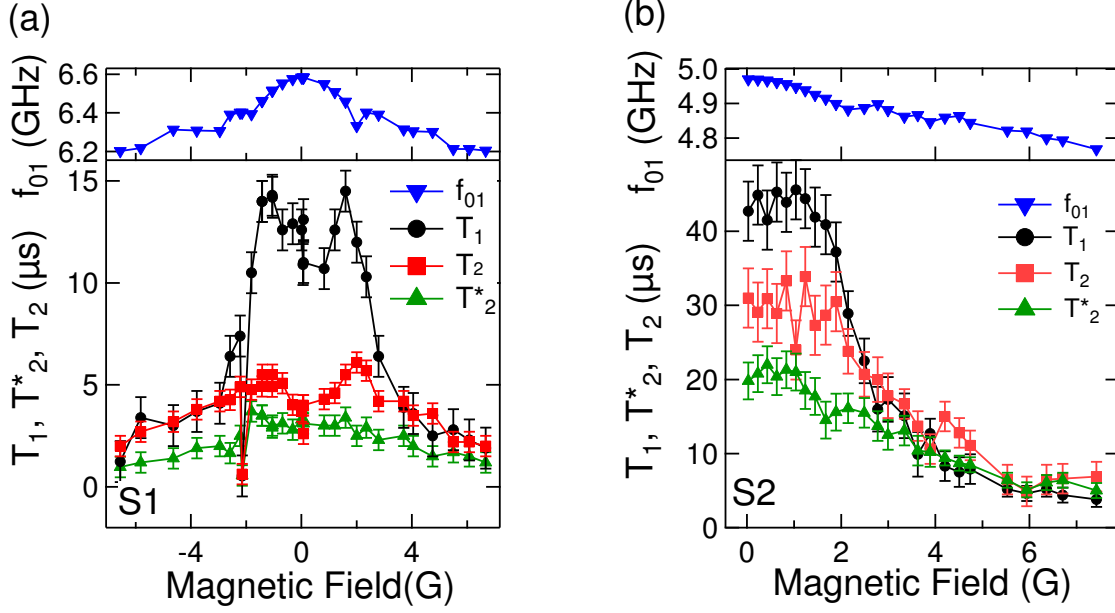 (a)
6.6
6.4
6.2
f01 (GHz)
15
10
5
0
T1, T*2, T2 (μs)
f01
T1
T2
T*2
S1
-4
0
4
Magnetic Field(G)
(b)
5.0
4.9
4.8
f01 (GHz)
40
30
20
10
0
T1, T*2, T2 (μs)
f01
T1
T2
T*2
S2
0
2
4
6
Magnetic Field (G)